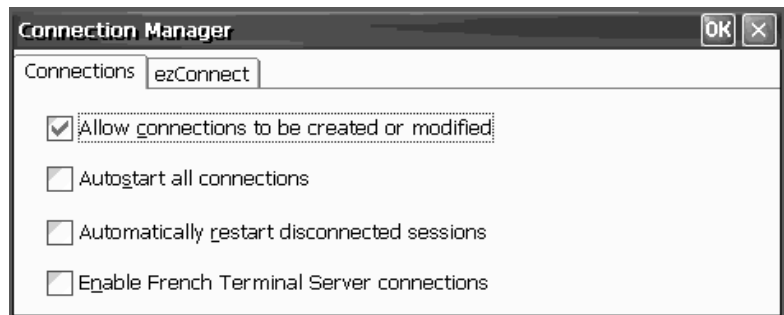 Connection Manager OK
Connections ezConnect
Allow connections to be created or modified
Autostart all connections
Automatically restart disconnected sessions
Enable French Terminal Server connections